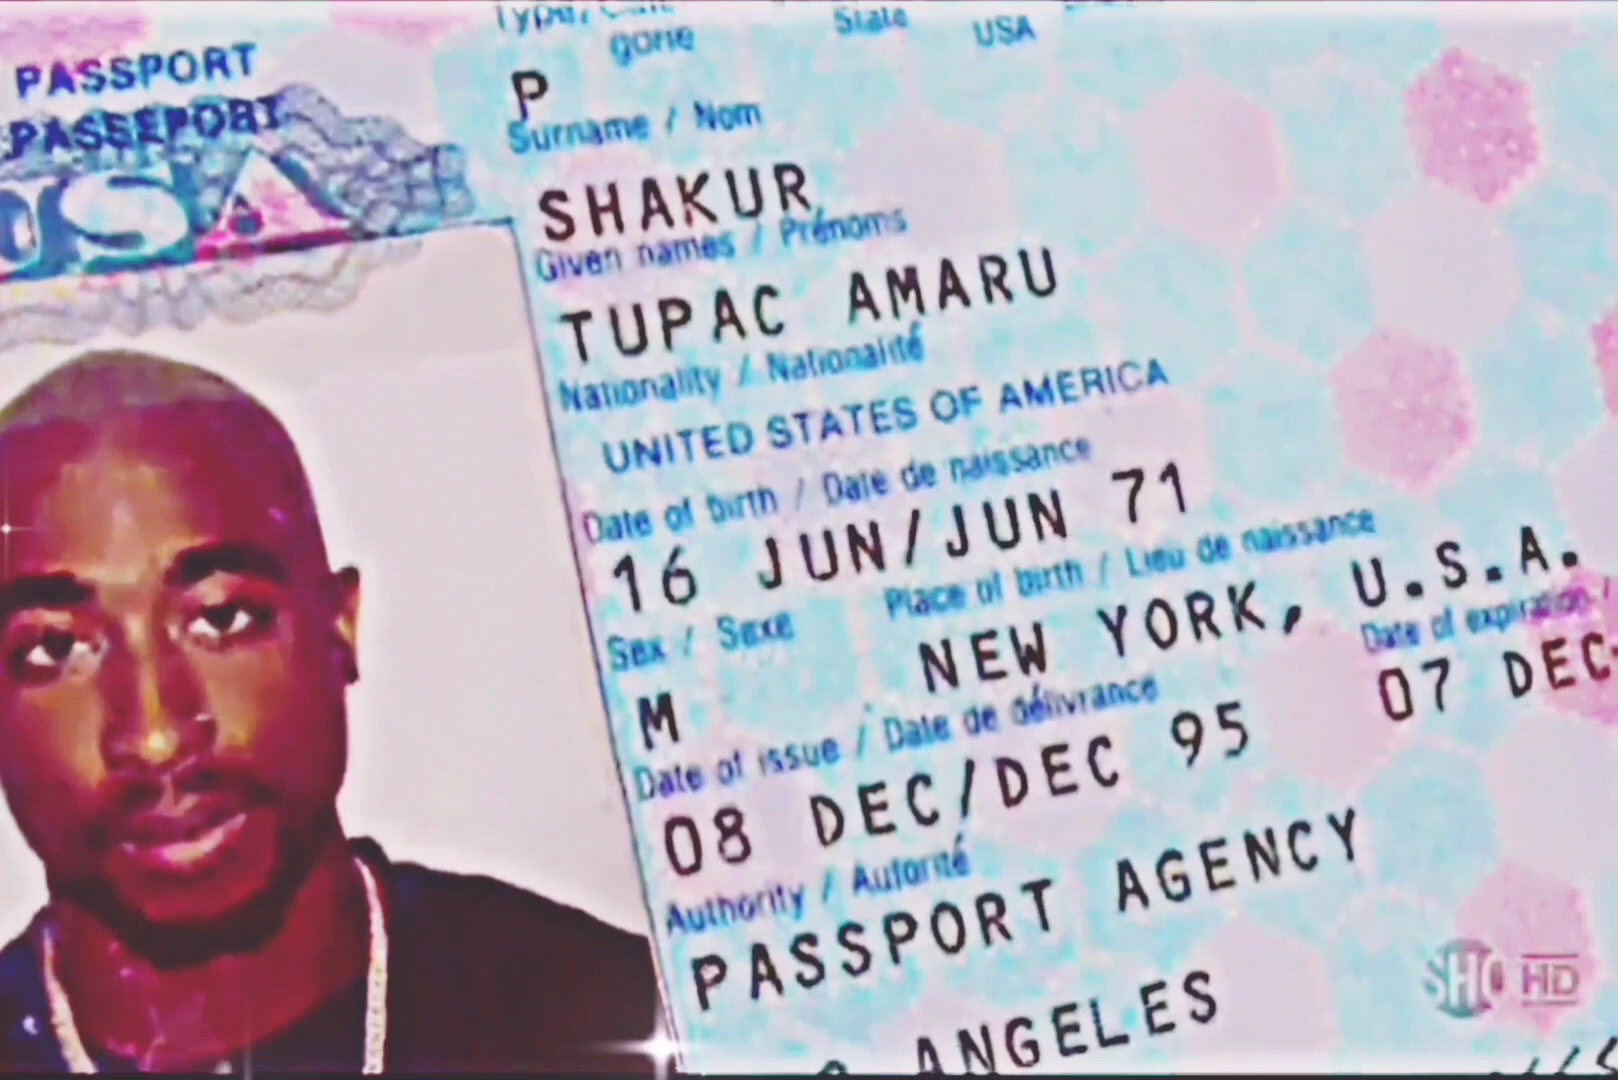 PASSPORT
PASSEPORT
USA
State
USA
P
Surname / Nom
SHAKUR
Given names / Prénoms
TUPAC AMARU
Nationality / Nationalité
UNITED STATES OF AMERICA
Date of birth / Date de naissance
16 JUN/JUN 71
Sex / Sexe Place of birth / Lieu de naissance
M NEW YORK, U.S.A.
Date of issue / Date de délivrance Date of expiration /
08 DEC/DEC 95 07 DEC
Authority / Autorité
PASSPORT AGENCY
ANGELES
SHO HD